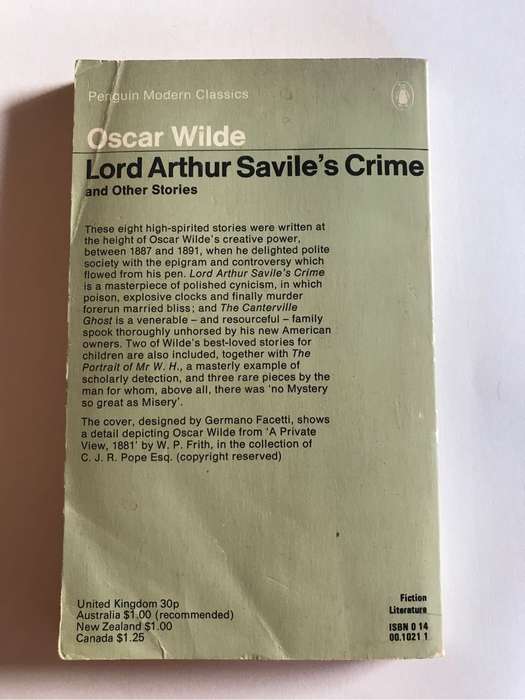 Penguin Modern Classics
Oscar Wilde
Lord Arthur Savile's Crime
and Other Stories
These eight high-spirited stories were written at
the height of Oscar Wilde's creative power,
between 1887 and 1891, when he delighted polite
society with the epigram and controversy which
flowed from his pen. Lord Arthur Savile's Crime
is a masterpiece of polished cynicism, in which
poison, explosive clocks and finally murder
forerun married bliss; and The Canterville
Ghost is a venerable – and resourceful – family
spook thoroughly unhorsed by his new American
owners. Two of Wilde's best-loved stories for
children are also included, together with The
Portrait of Mr W. H., a masterly example of
scholarly detection, and three rare pieces by the
man for whom, above all, there was 'no Mystery
so great as Misery'.
The cover, designed by Germano Facetti, shows
a detail depicting Oscar Wilde from 'A Private
View, 1881' by W. P. Frith, in the collection of
C. J. R. Pope Esq. (copyright reserved)
United Kingdom 30p
Australia $1.00 (recommended)
New Zealand $1.00
Canada $1.25
Fiction
Literature
ISBN 0 14
00.1021 1